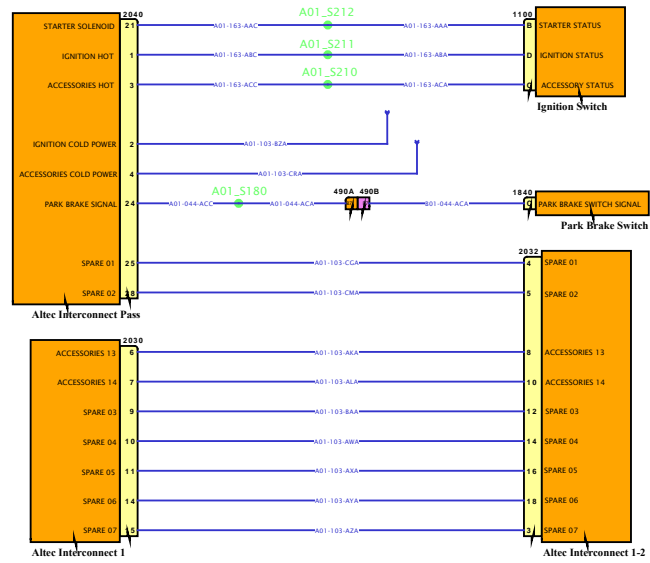 2040 A01_S212 1100
STARTER SOLENOID 21 A01-163-AAC A01-163-AAA B STARTER STATUS
A01_S211
IGNITION HOT 1 A01-163-ABC A01-163-ABA D IGNITION STATUS
A01_S210
ACCESSORIES HOT 3 A01-163-ACC A01-163-ACA ACCESSORY STATUS
Ignition Switch
IGNITION COLD POWER 2 A01-103-BZA
ACCESSORIES COLD POWER 4 A01-103-CRA
A01_S180 490A 490B 1840
PARK BRAKE SIGNAL 24 A01-044-ACC A01-044-ACA B01-044-ACA C PARK BRAKE SWITCH SIGNAL
Park Brake Switch
2032
SPARE 01 25 A01-103-CGA 4 SPARE 01
SPARE 02 28 A01-103-CMA 5 SPARE 02
Altec Interconnect Pass
2030
ACCESSORIES 13 6 A01-103-AKA 8 ACCESSORIES 13
ACCESSORIES 14 7 A01-103-ALA 10 ACCESSORIES 14
SPARE 03 9 A01-103-BAA 12 SPARE 03
SPARE 04 10 A01-103-AWA 14 SPARE 04
SPARE 05 11 A01-103-AXA 16 SPARE 05
SPARE 06 14 A01-103-AYA 18 SPARE 06
SPARE 07 15 A01-103-AZA 3 SPARE 07
Altec Interconnect 1 Altec Interconnect 1-2